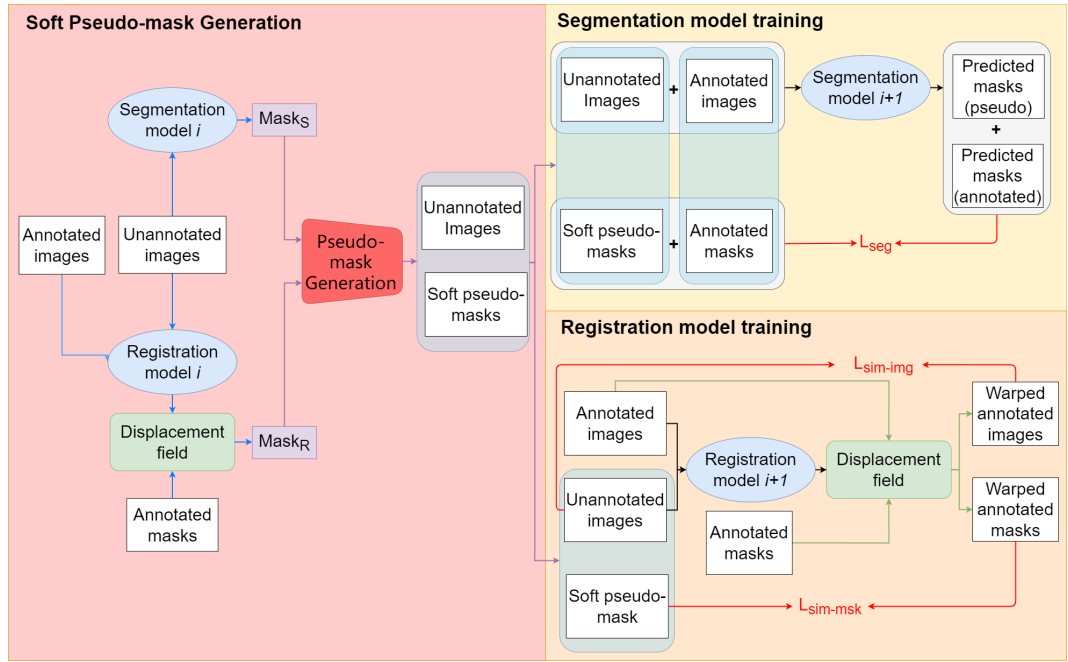 Soft Pseudo-mask Generation
Segmentation
model i
MaskS
Annotated
images
Unannotated
images
Registration
model i
Displacement
field
MaskR
Annotated
masks
Pseudo-
mask
Generation
Unannotated
Images
Soft pseudo-
masks
Segmentation model training
Unannotated
Images
+
Annotated
images
Segmentation
model i+1
Predicted
masks
(pseudo)
+
Predicted
masks
(annotated)
Soft pseudo-
masks
+
Annotated
masks
Lseg
Registration model training
Lsim-img
Annotated
images
Unannotated
images
Registration
model i+1
Displacement
field
Warped
annotated
images
Warped
annotated
masks
Annotated
masks
Soft pseudo-
mask
Lsim-msk